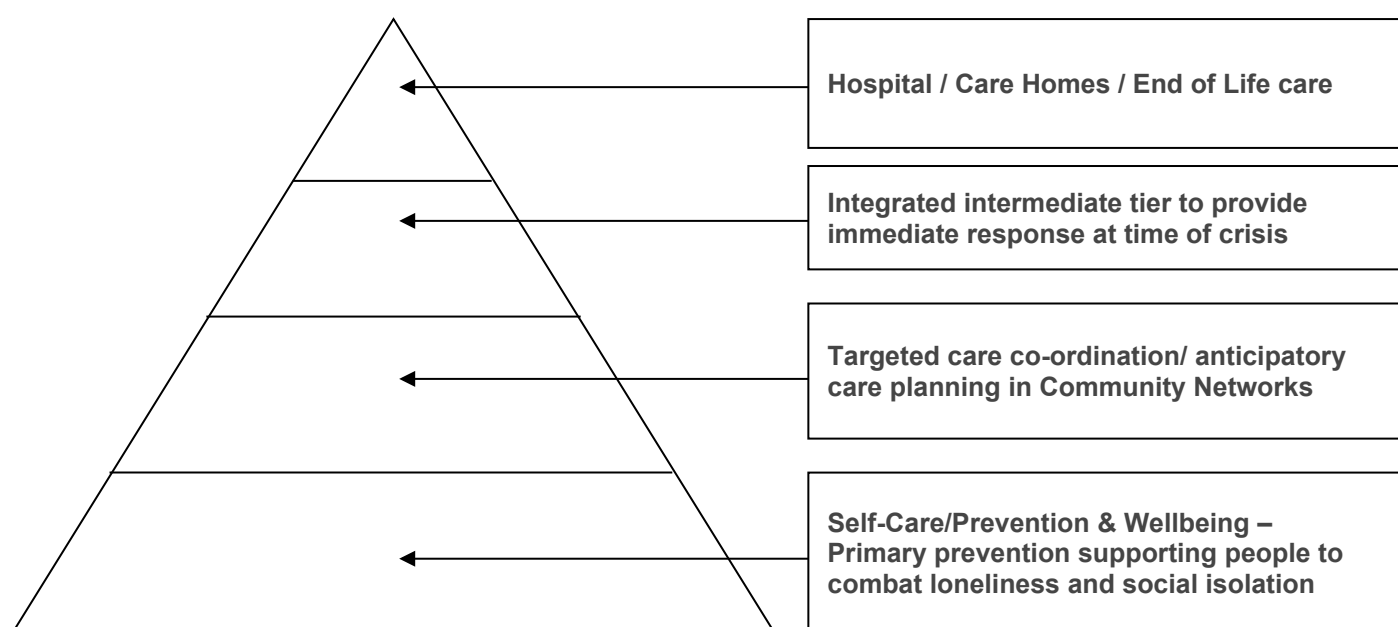 Hospital / Care Homes / End of Life care
Integrated intermediate tier to provide
immediate response at time of crisis
Targeted care co-ordination/ anticipatory
care planning in Community Networks
Self-Care/Prevention & Wellbeing –
Primary prevention supporting people to
combat loneliness and social isolation